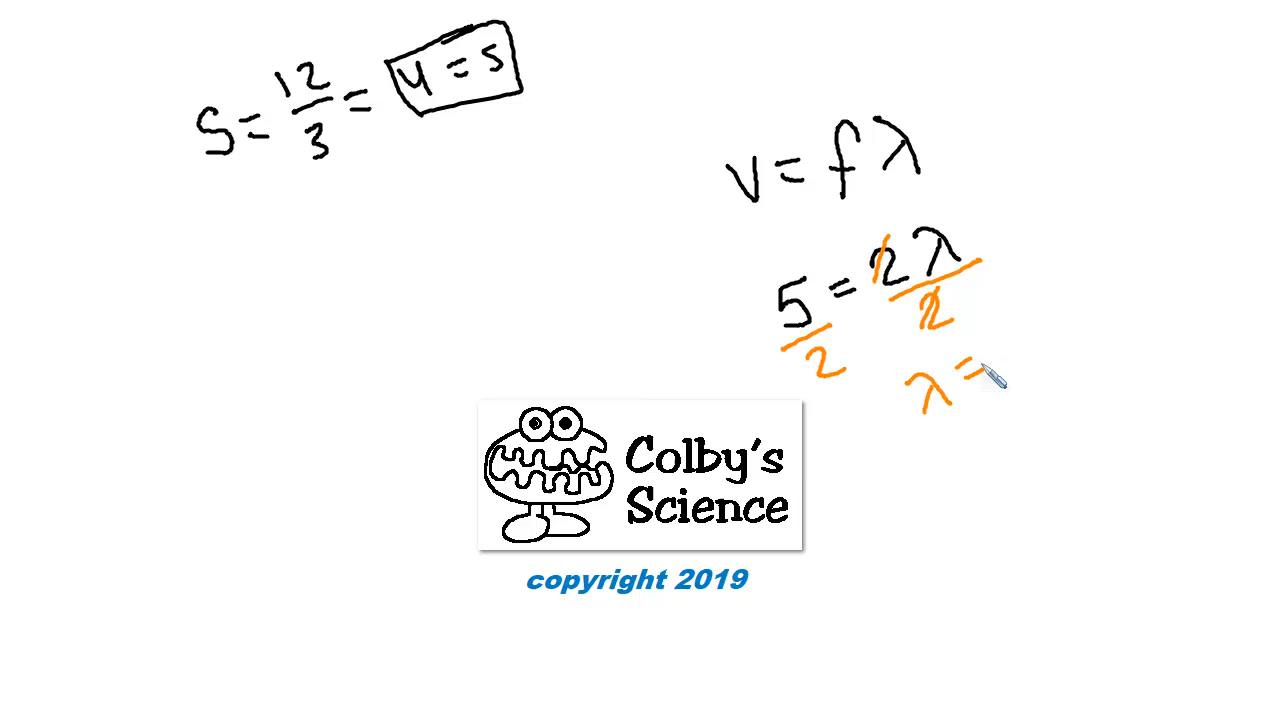 S = 12/3 = 4 = S
v = fλ
5/2 = 2λ/2
λ =
Colby's
Science
copyright 2019